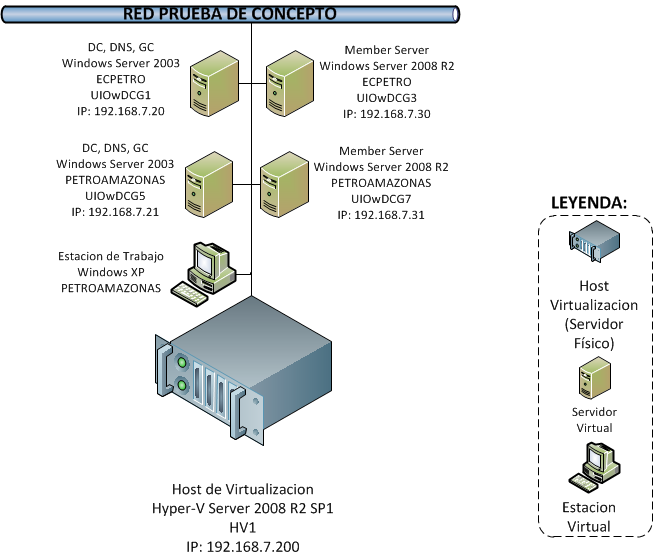 RED PRUEBA DE CONCEPTO
DC, DNS, GC
Windows Server 2003
ECPETRO
UIOwDCG1
IP: 192.168.7.20
Member Server
Windows Server 2008 R2
ECPETRO
UIOwDCG3
IP: 192.168.7.30
DC, DNS, GC
Windows Server 2003
PETROAMAZONAS
UIOwDCG5
IP: 192.168.7.21
Member Server
Windows Server 2008 R2
PETROAMAZONAS
UIOwDCG7
IP: 192.168.7.31
Estacion de Trabajo
Windows XP
PETROAMAZONAS
Host de Virtualizacion
Hyper-V Server 2008 R2 SP1
HV1
IP: 192.168.7.200
LEYENDA:
Host
Virtualizacion
(Servidor
Físico)
Servidor
Virtual
Estacion
Virtual